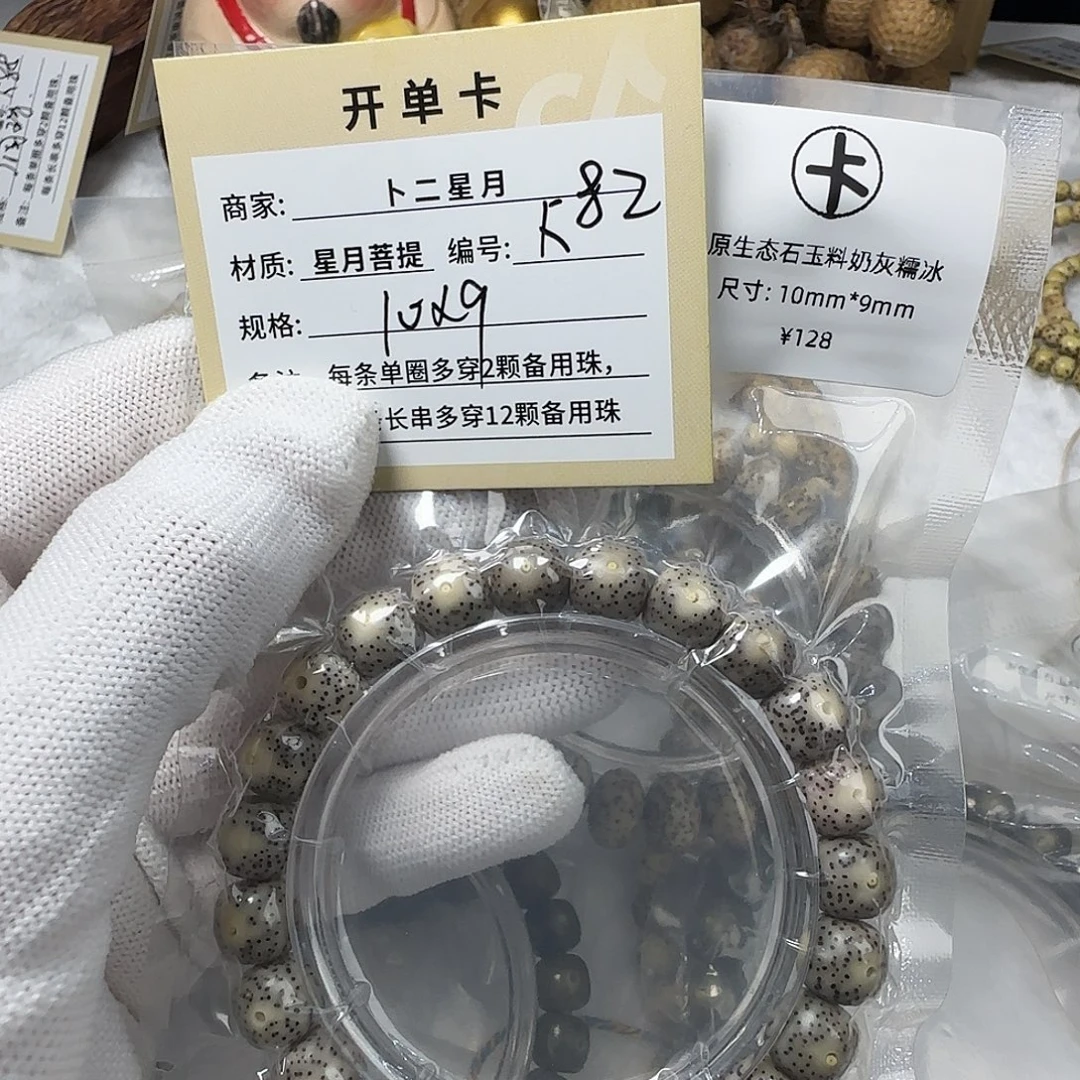 开单卡
商家: 卜二星月
材质: 星月菩提 编号: K82
规格: 10x9
每条单圈多穿2颗备用珠，
长串多穿12颗备用珠
卡
原生态石玉料奶灰糯冰
尺寸: 10mm*9mm
¥128